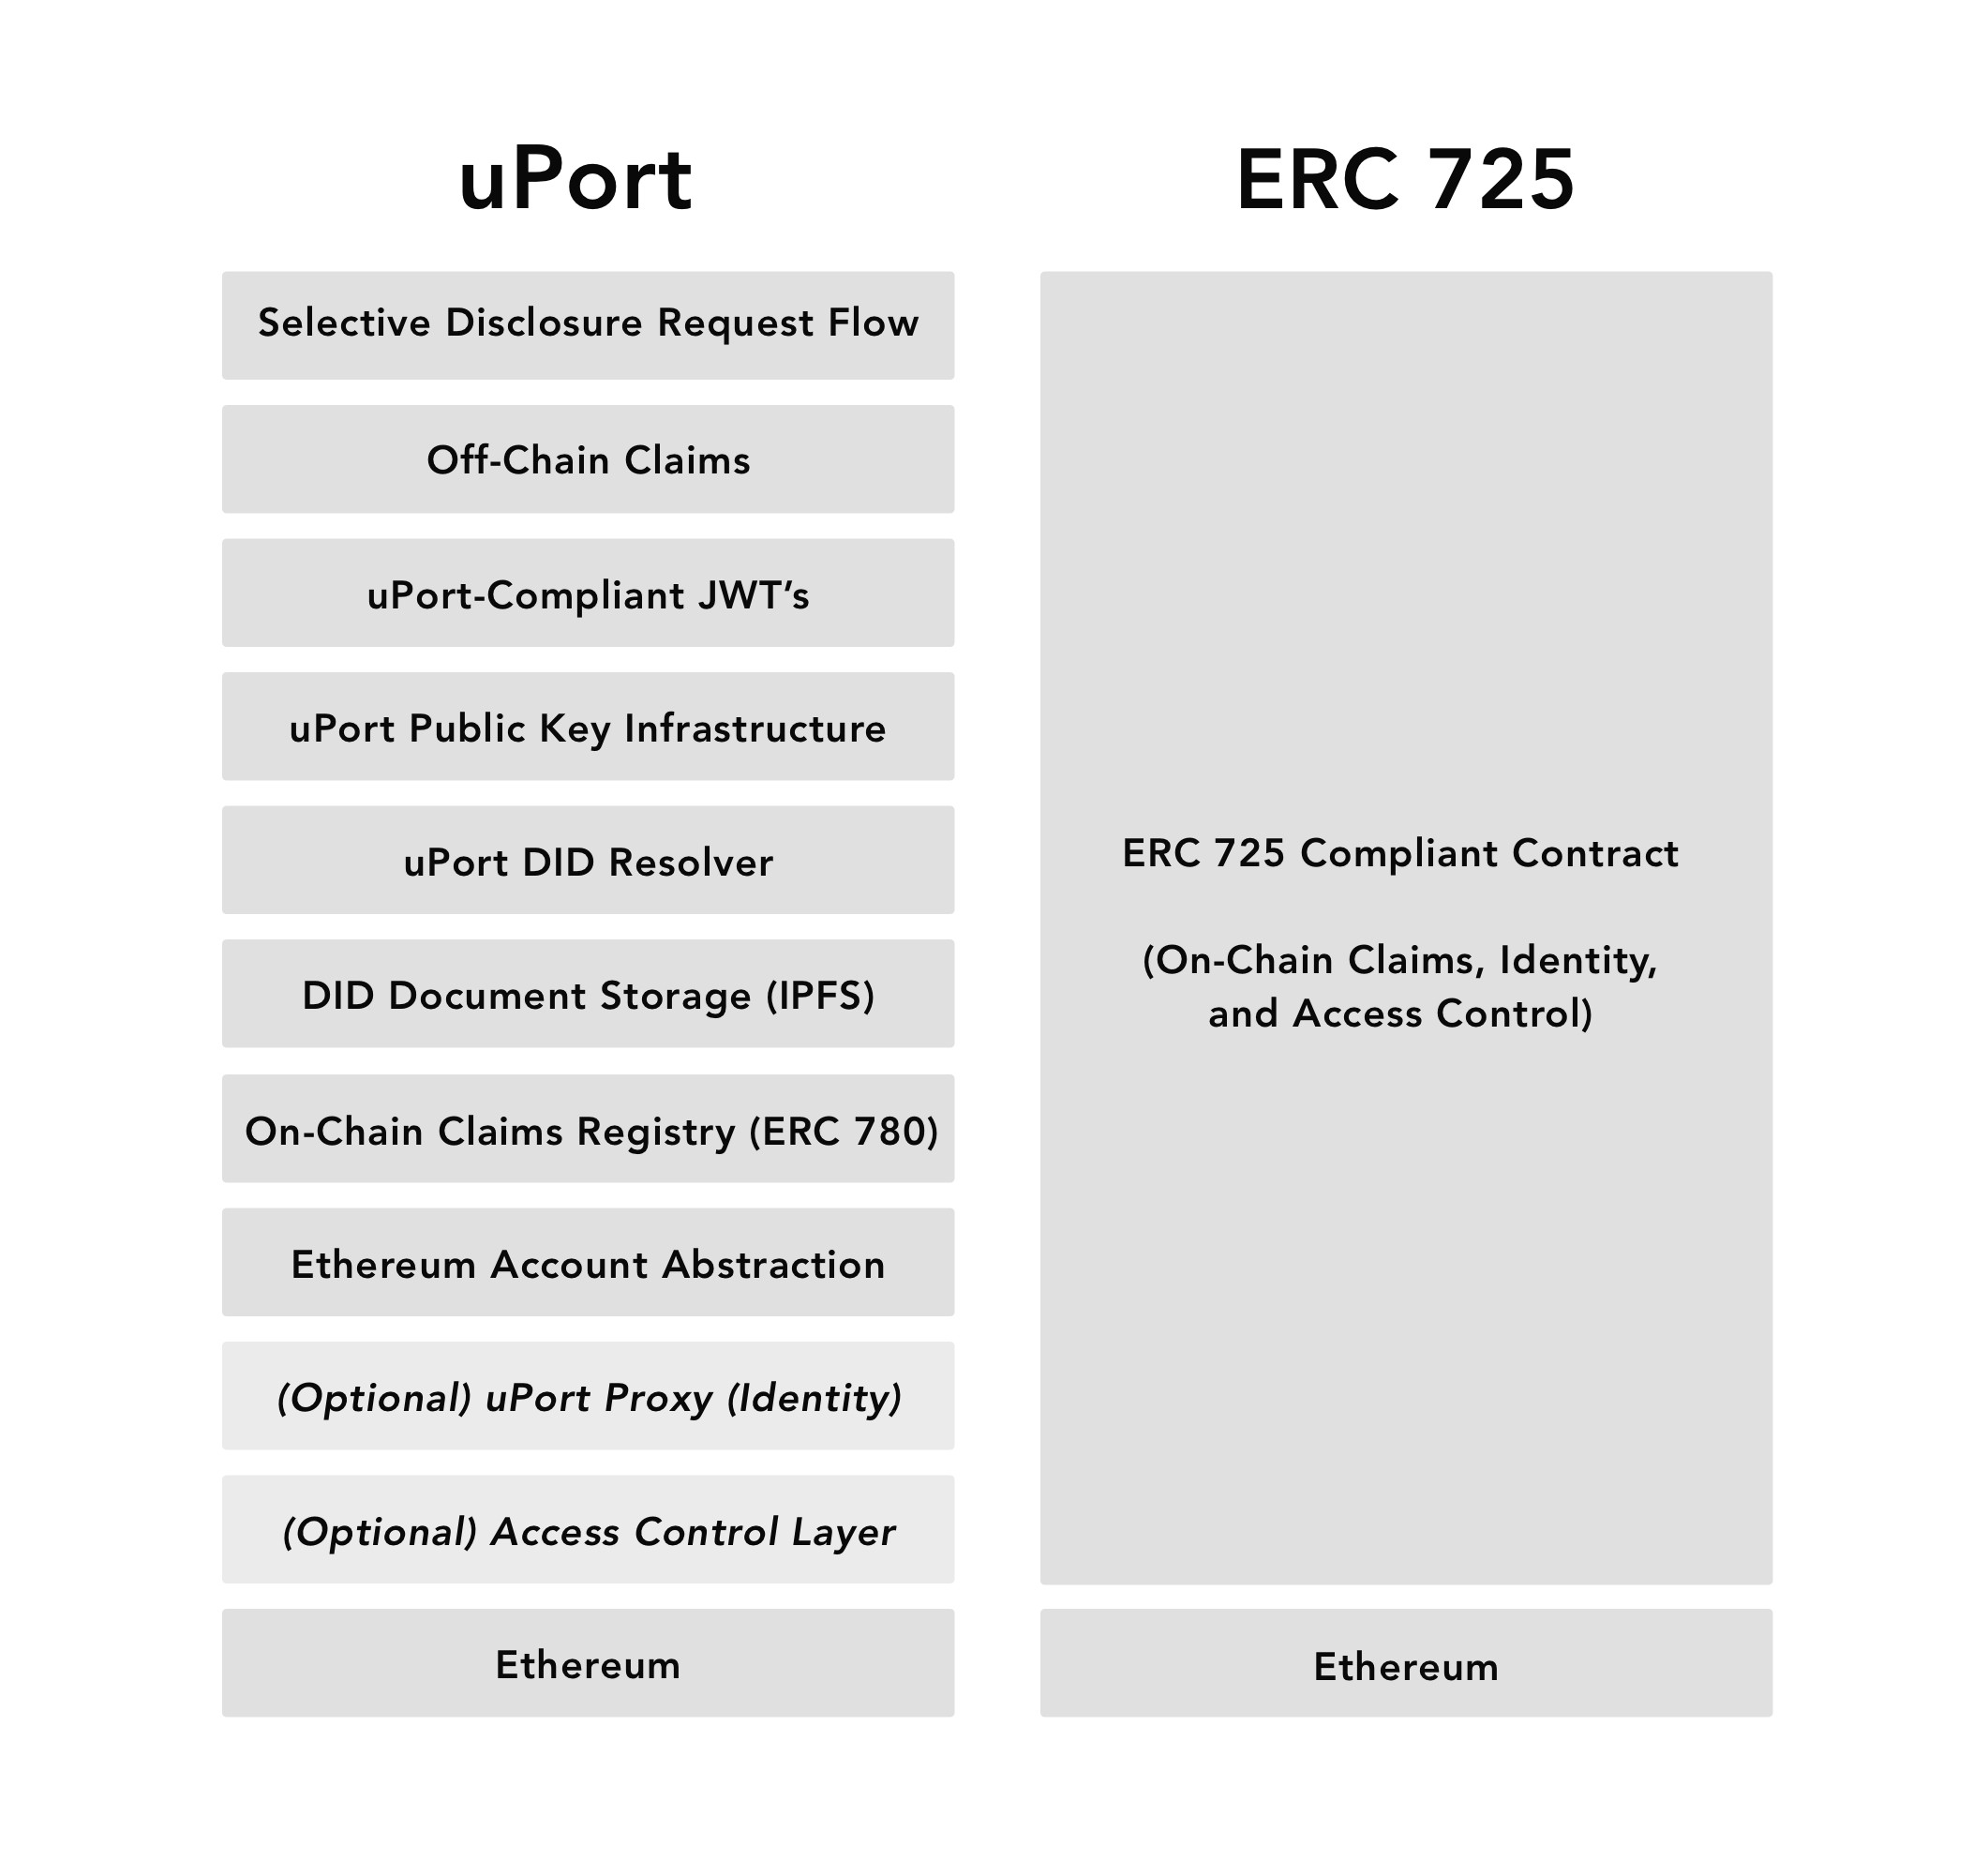 uPort
Selective Disclosure Request Flow
Off-Chain Claims
uPort-Compliant JWT’s
uPort Public Key Infrastructure
uPort DID Resolver
DID Document Storage (IPFS)
On-Chain Claims Registry (ERC 780)
Ethereum Account Abstraction
(Optional) uPort Proxy (Identity)
(Optional) Access Control Layer
Ethereum
ERC 725
ERC 725 Compliant Contract
(On-Chain Claims, Identity,
and Access Control)
Ethereum